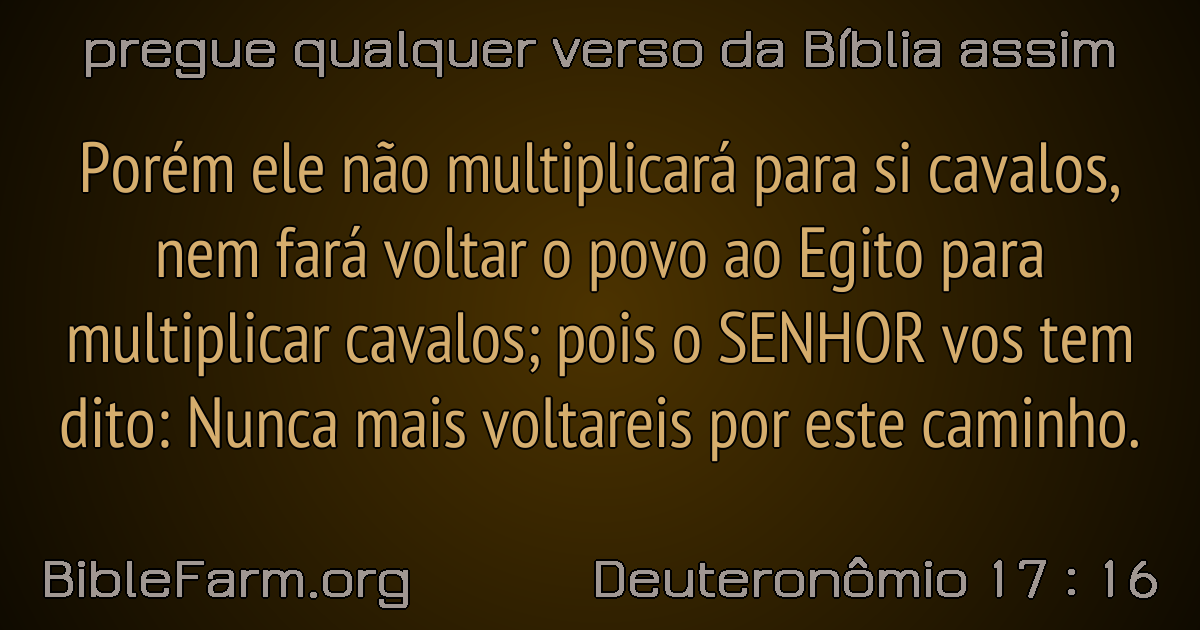 pregue qualquer verso da Bíblia assim
Porém ele não multiplicará para si cavalos,
nem fará voltar o povo ao Egito para
multiplicar cavalos; pois o SENHOR vos tem
dito: Nunca mais voltareis por este caminho.
BibleFarm.org
Deuteronômio 17 : 16